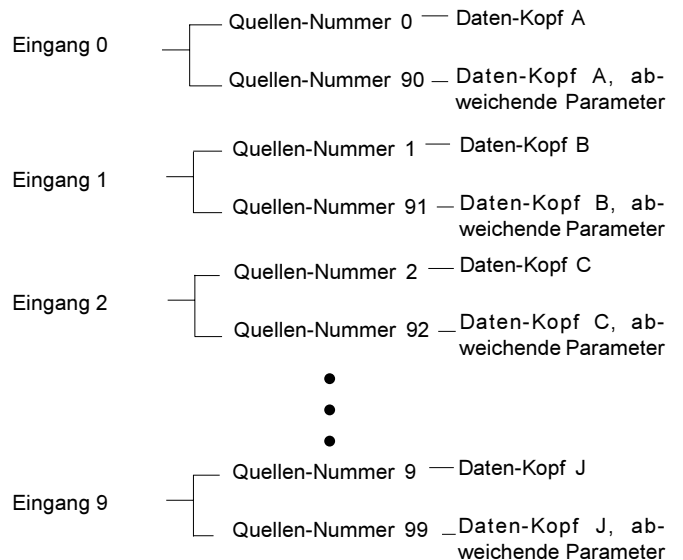 Quellen-Nummer 0 — Daten-Kopf A
Eingang 0
Quellen-Nummer 90 — Daten-Kopf A, ab-
weichende Parameter
Quellen-Nummer 1 — Daten-Kopf B
Eingang 1
Quellen-Nummer 91 — Daten-Kopf B, ab-
weichende Parameter
Quellen-Nummer 2 — Daten-Kopf C
Eingang 2
Quellen-Nummer 92 — Daten-Kopf C, ab-
weichende Parameter
Quellen-Nummer 9 — Daten-Kopf J
Eingang 9
Quellen-Nummer 99 — Daten-Kopf J, ab-
weichende Parameter